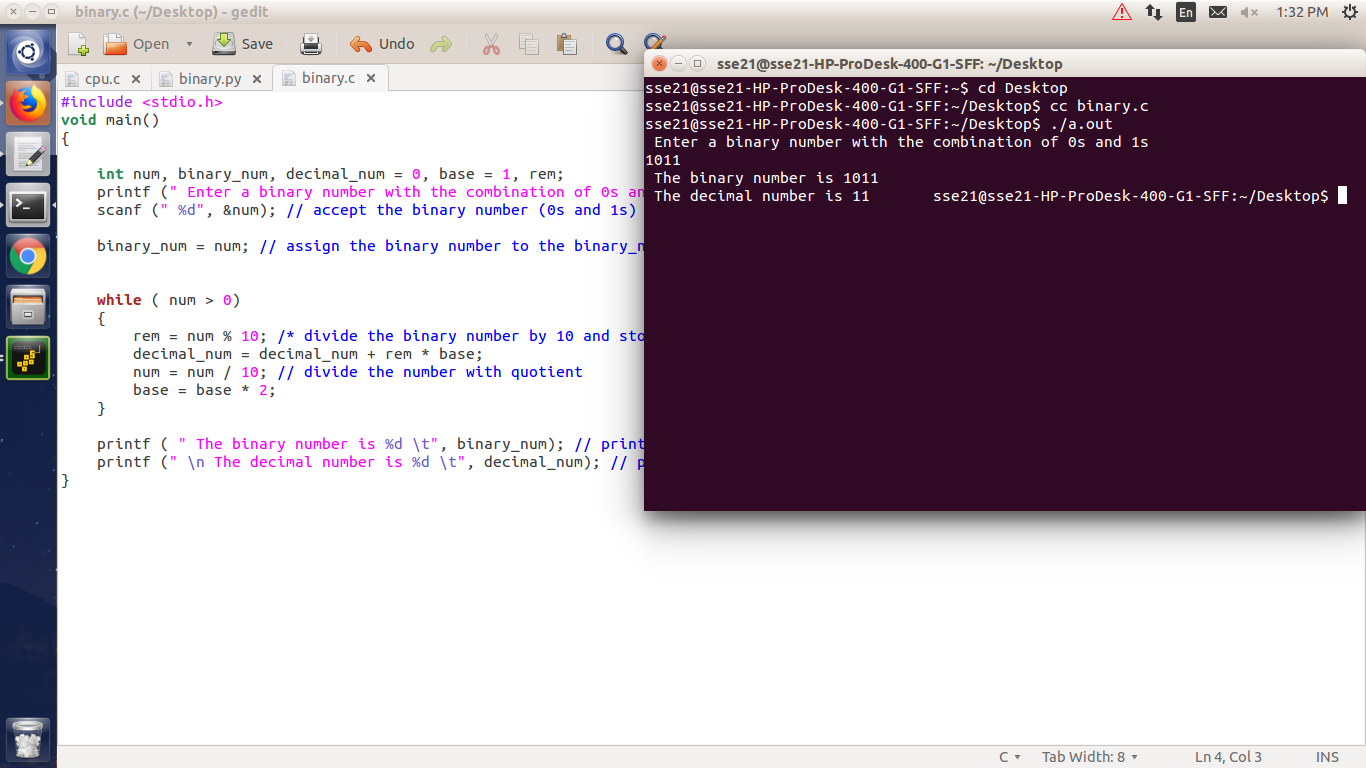 binary.c (~/Desktop) - gedit
En
1:32 PM
Open
Save
Undo
cpu.c
binary.py
binary.c
#include <stdio.h>
void main()
{
int num, binary_num, decimal_num = 0, base = 1, rem;
printf (" Enter a binary number with the combination of 0s an
scanf (" %d", &num); // accept the binary number (0s and 1s)
binary_num = num; // assign the binary number to the binary_n
while ( num > 0)
{
rem = num % 10; /* divide the binary number by 10 and sto
decimal_num = decimal_num + rem * base;
num = num / 10; // divide the number with quotient
base = base * 2;
}
printf ( " The binary number is %d \t", binary_num); // print
printf (" \n The decimal number is %d \t", decimal_num); // p
}
sse21@sse21-HP-ProDesk-400-G1-SFF: ~/Desktop
sse21@sse21-HP-ProDesk-400-G1-SFF:~$ cd Desktop
sse21@sse21-HP-ProDesk-400-G1-SFF:~/Desktop$ cc binary.c
sse21@sse21-HP-ProDesk-400-G1-SFF:~/Desktop$ ./a.out
Enter a binary number with the combination of 0s and 1s
1011
The binary number is 1011
The decimal number is 11 sse21@sse21-HP-ProDesk-400-G1-SFF:~/Desktop$
C
Tab Width: 8
Ln 4, Col 3
INS